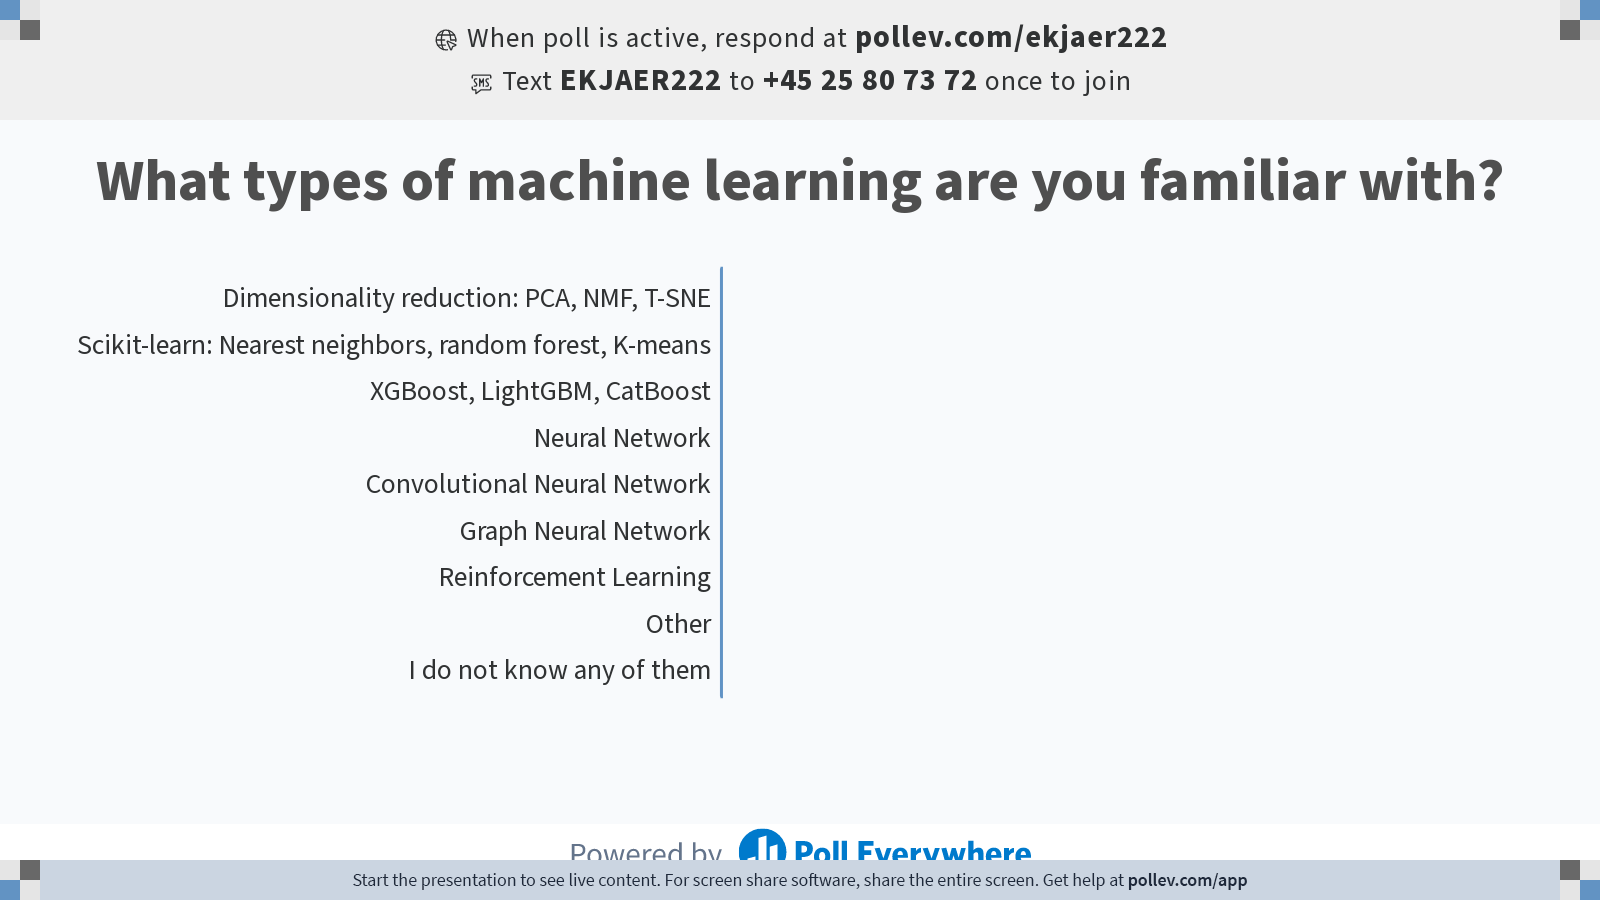 When poll is active, respond at pollev.com/ekjaer222
SMS Text EKJAER222 to +45 25 80 73 72 once to join
What types of machine learning are you familiar with?
Dimensionality reduction: PCA, NMF, T-SNE
Scikit-learn: Nearest neighbors, random forest, K-means
XGBoost, LightGBM, CatBoost
Neural Network
Convolutional Neural Network
Graph Neural Network
Reinforcement Learning
Other
I do not know any of them
Powered by Poll Everywhere
Start the presentation to see live content. For screen share software, share the entire screen. Get help at pollev.com/app